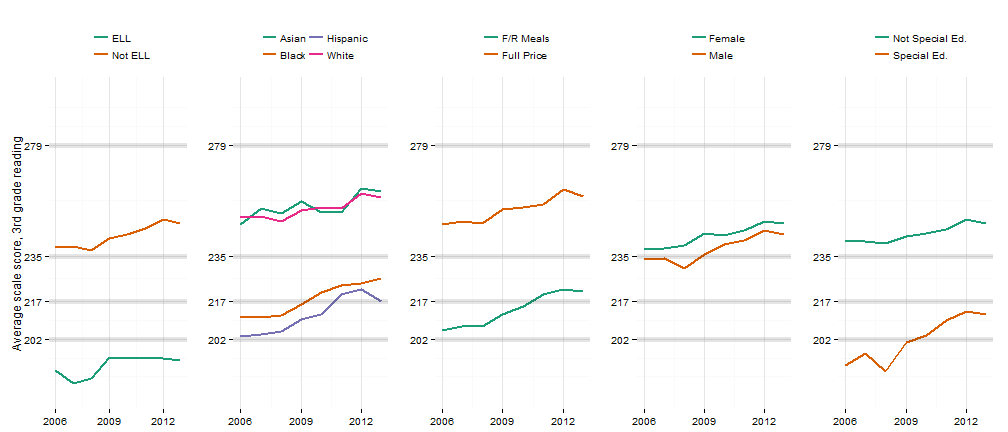 ELL
Not ELL
Asian Hispanic
Black White
F/R Meals
Full Price
Female
Male
Not Special Ed.
Special Ed.
Average scale score, 3rd grade reading
279
235
217
202
2006 2009 2012
279
235
217
202
2006 2009 2012
279
235
217
202
2006 2009 2012
279
235
217
202
2006 2009 2012
279
235
217
202
2006 2009 2012